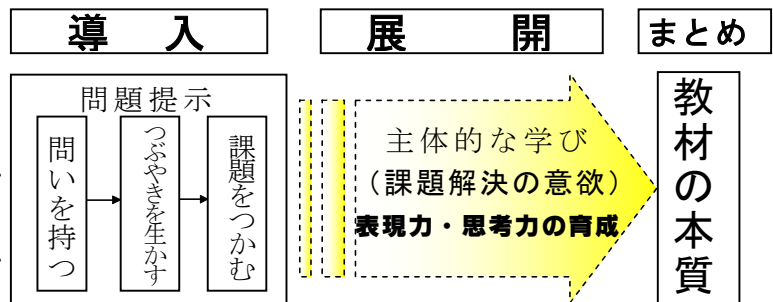 導入
展開
まとめ
問題提示
問いを持つ
つぶやきを生かす
課題をつかむ
主体的な学び
（課題解決の意欲）
表現力・思考力の育成
教材の本質